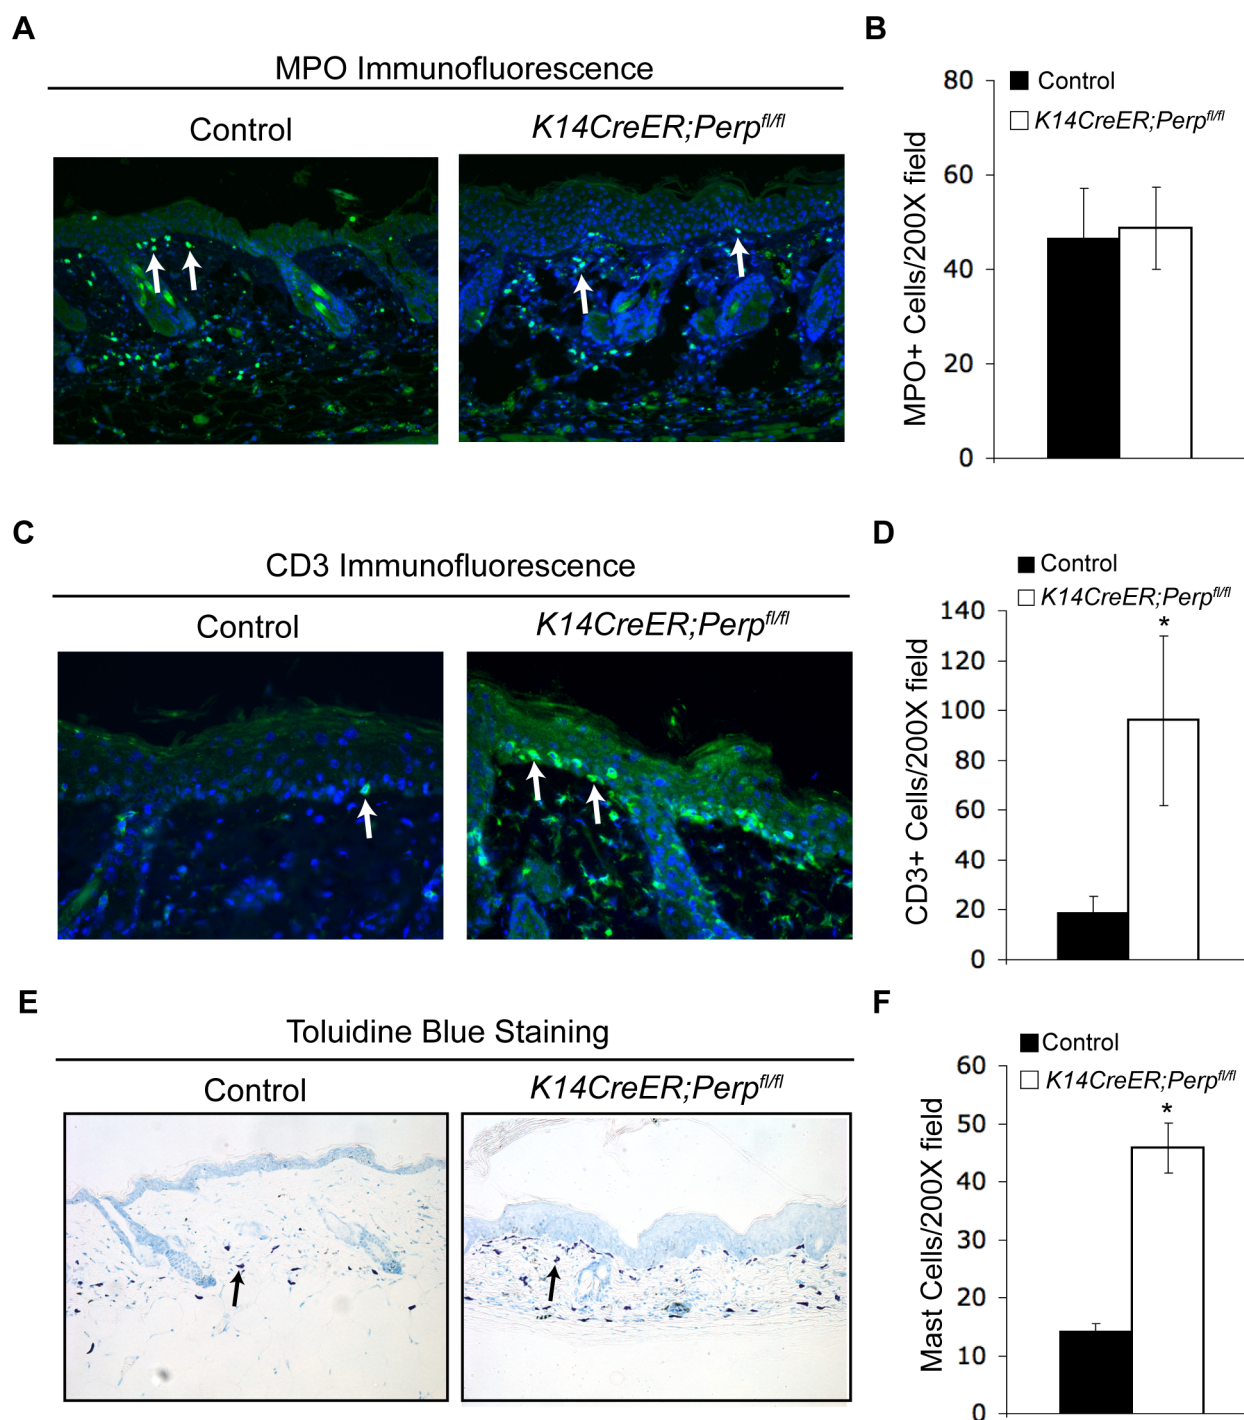 A
MPO Immunofluorescence
Control
K14CreER;Perpfl/fl
B
Control
K14CreER;Perpfl/fl
80
60
40
20
0
MPO+ Cells/200X field
C
CD3 Immunofluorescence
Control
K14CreER;Perpfl/fl
D
Control
K14CreER;Perpfl/fl
140
120
100
80
60
40
20
0
CD3+ Cells/200X field
*
E
Toluidine Blue Staining
Control
K14CreER;Perpfl/fl
F
Control
K14CreER;Perpfl/fl
60
50
40
30
20
10
0
Mast Cells/200X field
*